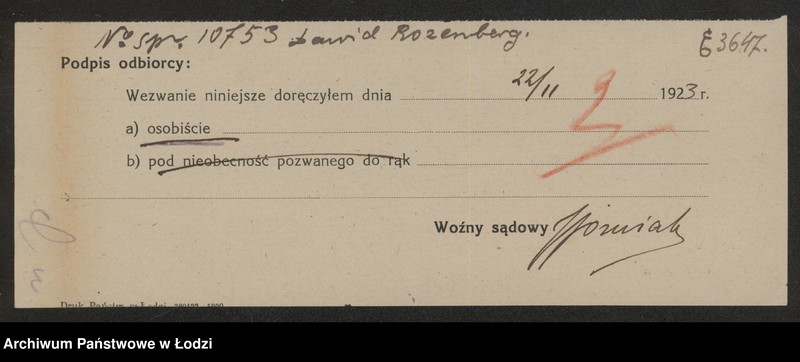 No spr. 10753 Dawid Rozenberg.
E 3647.
Podpis odbiorcy:
Wezwanie niniejsze doręczyłem dnia 22/11 1923 r.
a) osobiście
b) pod nieobecność pozwanego do rąk
Woźny sądowy
Archiwum Państwowe w Łodzi